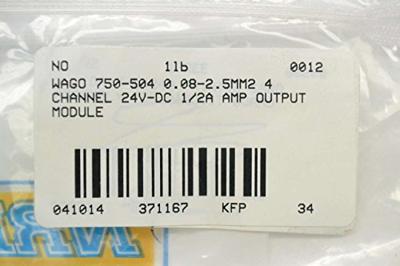 NO 1lb 0012
WAGO 750-504 0.08-2.5MM2 4
CHANNEL 24V-DC 1/2A AMP OUTPUT
MODULE
041014 371167 KFP 34